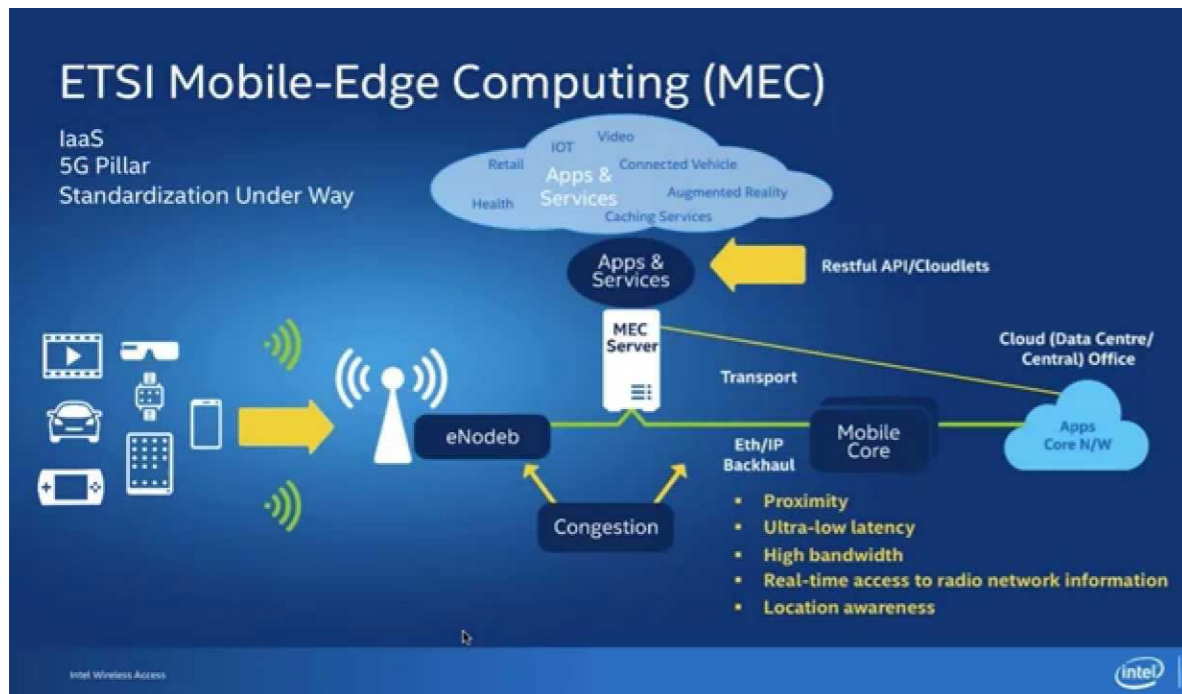 ETSI Mobile-Edge Computing (MEC)
IaaS
5G Pillar
Standardization Under Way
Video
IOT
Retail
Connected Vehicle
Apps &
Services
Augmented Reality
Health
Caching Services
Apps &
Services
Restful API/Cloudlets
MEC
Server
Cloud (Data Centre/
Central) Office
Transport
eNodeb
Mobile
Core
Apps
Core N/W
Eth/IP
Backhaul
Congestion
▪ Proximity
▪ Ultra-low latency
▪ High bandwidth
▪ Real-time access to radio network information
▪ Location awareness
Intel Wireless Access
intel